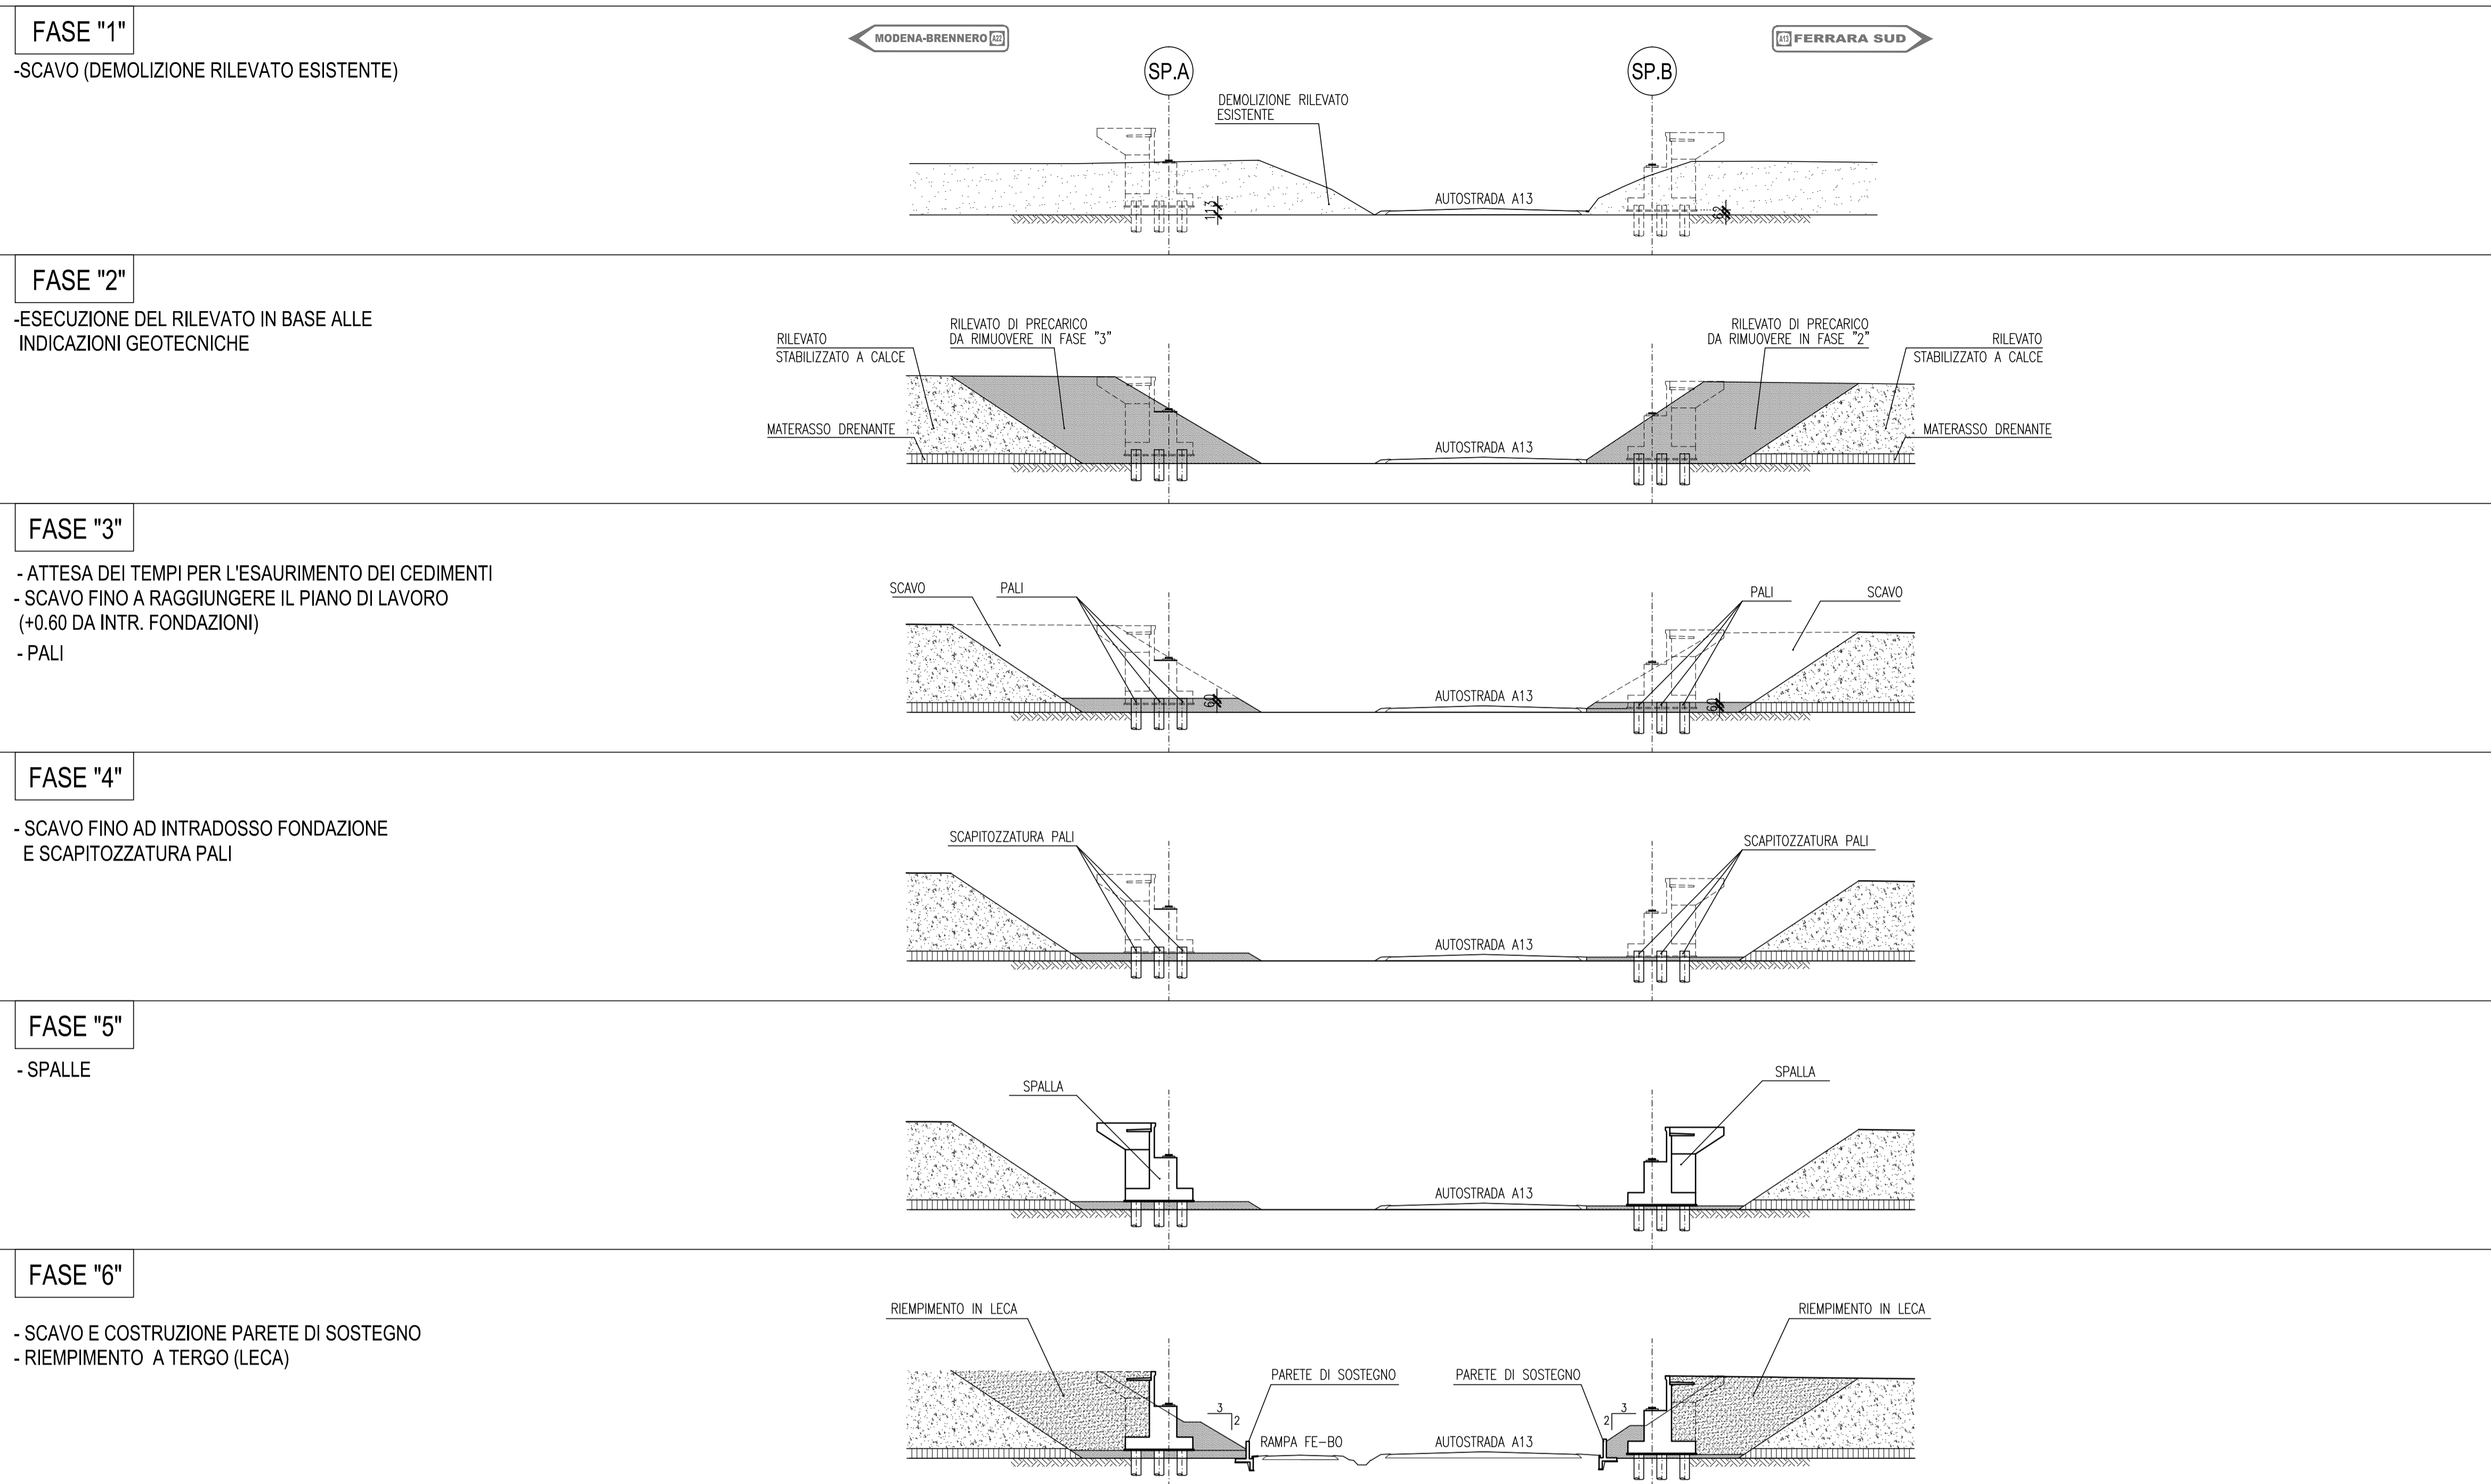 FASE "1"
-SCAVO (DEMOLIZIONE RILEVATO ESISTENTE)
MODENA-BRENNERO A22
A13 FERRARA SUD
SP.A
SP.B
DEMOLIZIONE RILEVATO
ESISTENTE
AUTOSTRADA A13
113
62
FASE "2"
-ESECUZIONE DEL RILEVATO IN BASE ALLE
INDICAZIONI GEOTECNICHE
RILEVATO
STABILIZZATO A CALCE
RILEVATO DI PRECARICO
DA RIMUOVERE IN FASE "3"
RILEVATO DI PRECARICO
DA RIMUOVERE IN FASE "2"
RILEVATO
STABILIZZATO A CALCE
MATERASSO DRENANTE
AUTOSTRADA A13
MATERASSO DRENANTE
FASE "3"
- ATTESA DEI TEMPI PER L'ESAURIMENTO DEI CEDIMENTI
- SCAVO FINO A RAGGIUNGERE IL PIANO DI LAVORO
(+0.60 DA INTR. FONDAZIONI)
- PALI
SCAVO
PALI
PALI
SCAVO
60
AUTOSTRADA A13
60
FASE "4"
- SCAVO FINO AD INTRADOSSO FONDAZIONE
E SCAPITOZZATURA PALI
SCAPITOZZATURA PALI
SCAPITOZZATURA PALI
AUTOSTRADA A13
FASE "5"
- SPALLE
SPALLA
SPALLA
AUTOSTRADA A13
FASE "6"
- SCAVO E COSTRUZIONE PARETE DI SOSTEGNO
- RIEMPIMENTO A TERGO (LECA)
RIEMPIMENTO IN LECA
RIEMPIMENTO IN LECA
PARETE DI SOSTEGNO
PARETE DI SOSTEGNO
3
2
3
2
RAMPA FE-BO
AUTOSTRADA A13